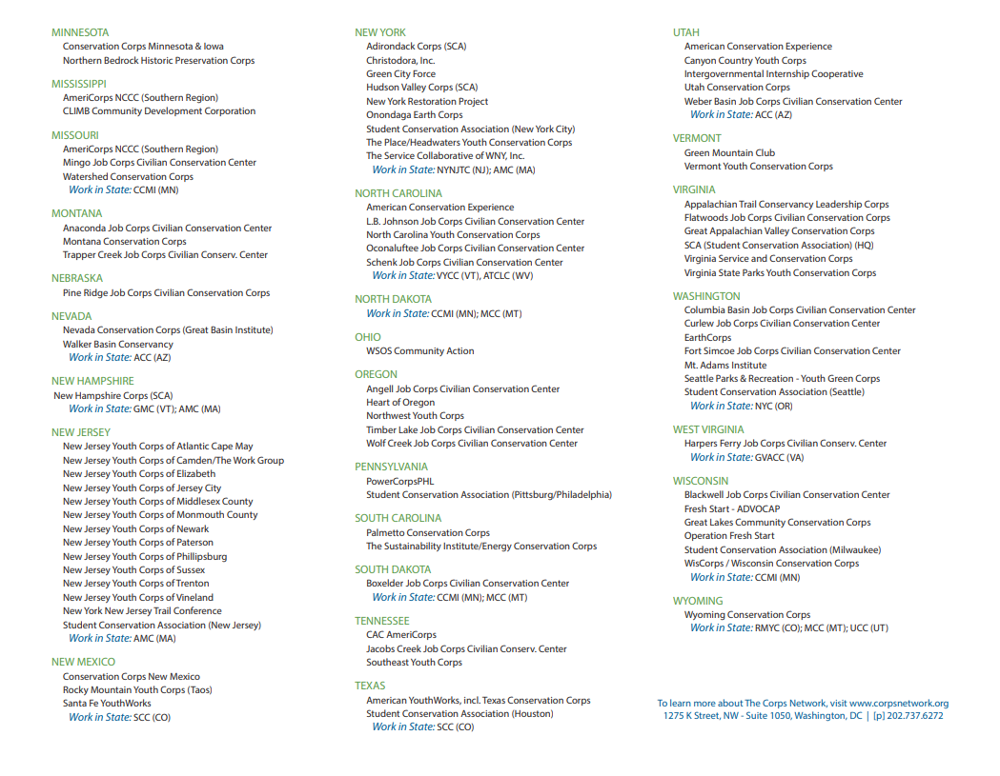 MINNESOTA
Conservation Corps Minnesota & Iowa
Northern Bedrock Historic Preservation Corps
MISSISSIPPI
AmeriCorps NCCC (Southern Region)
CLIMB Community Development Corporation
MISSOURI
AmeriCorps NCCC (Southern Region)
Mingo Job Corps Civilian Conservation Center
Watershed Conservation Corps
Work in State: CCMI (MN)
MONTANA
Anaconda Job Corps Civilian Conservation Center
Montana Conservation Corps
Trapper Creek Job Corps Civilian Conserv. Center
NEBRASKA
Pine Ridge Job Corps Civilian Conservation Corps
NEVADA
Nevada Conservation Corps (Great Basin Institute)
Walker Basin Conservancy
Work in State: ACC (AZ)
NEW HAMPSHIRE
New Hampshire Corps (SCA)
Work in State: GMC (VT); AMC (MA)
NEW JERSEY
New Jersey Youth Corps of Atlantic Cape May
New Jersey Youth Corps of Camden/The Work Group
New Jersey Youth Corps of Elizabeth
New Jersey Youth Corps of Jersey City
New Jersey Youth Corps of Middlesex County
New Jersey Youth Corps of Monmouth County
New Jersey Youth Corps of Newark
New Jersey Youth Corps of Paterson
New Jersey Youth Corps of Phillipsburg
New Jersey Youth Corps of Sussex
New Jersey Youth Corps of Trenton
New Jersey Youth Corps of Vineland
New York New Jersey Trail Conference
Student Conservation Association (New Jersey)
Work in State: AMC (MA)
NEW MEXICO
Conservation Corps New Mexico
Rocky Mountain Youth Corps (Taos)
Santa Fe YouthWorks
Work in State: SCC (CO)
NEW YORK
Adirondack Corps (SCA)
Christodora, Inc.
Green City Force
Hudson Valley Corps (SCA)
New York Restoration Project
Onondaga Earth Corps
Student Conservation Association (New York City)
The Place/Headwaters Youth Conservation Corps
The Service Collaborative of WNY, Inc.
Work in State: NYNJTC (NJ); AMC (MA)
NORTH CAROLINA
American Conservation Experience
L.B. Johnson Job Corps Civilian Conservation Center
North Carolina Youth Conservation Corps
Oconaluftee Job Corps Civilian Conservation Center
Schenk Job Corps Civilian Conservation Center
Work in State: VYCC (VT), ATCLC (WV)
NORTH DAKOTA
Work in State: CCMI (MN); MCC (MT)
OHIO
WSOS Community Action
OREGON
Angell Job Corps Civilian Conservation Center
Heart of Oregon
Northwest Youth Corps
Timber Lake Job Corps Civilian Conservation Center
Wolf Creek Job Corps Civilian Conservation Center
PENNSYLVANIA
PowerCorpsPHL
Student Conservation Association (Pittsburg/Philadelphia)
SOUTH CAROLINA
Palmetto Conservation Corps
The Sustainability Institute/Energy Conservation Corps
SOUTH DAKOTA
Boxelder Job Corps Civilian Conservation Center
Work in State: CCMI (MN); MCC (MT)
TENNESSEE
CAC AmeriCorps
Jacobs Creek Job Corps Civilian Conserv. Center
Southeast Youth Corps
TEXAS
American YouthWorks, incl. Texas Conservation Corps
Student Conservation Association (Houston)
Work in State: SCC (CO)
UTAH
American Conservation Experience
Canyon Country Youth Corps
Intergovernmental Internship Cooperative
Utah Conservation Corps
Weber Basin Job Corps Civilian Conservation Center
Work in State: ACC (AZ)
VERMONT
Green Mountain Club
Vermont Youth Conservation Corps
VIRGINIA
Appalachian Trail Conservancy Leadership Corps
Flatwoods Job Corps Civilian Conservation Corps
Great Appalachian Valley Conservation Corps
SCA (Student Conservation Association) (HQ)
Virginia Service and Conservation Corps
Virginia State Parks Youth Conservation Corps
WASHINGTON
Columbia Basin Job Corps Civilian Conservation Center
Curlew Job Corps Civilian Conservation Center
EarthCorps
Fort Simcoe Job Corps Civilian Conservation Center
Mt. Adams Institute
Seattle Parks & Recreation - Youth Green Corps
Student Conservation Association (Seattle)
Work in State: NYC (OR)
WEST VIRGINIA
Harpers Ferry Job Corps Civilian Conserv. Center
Work in State: GVACC (VA)
WISCONSIN
Blackwell Job Corps Civilian Conservation Center
Fresh Start - ADVOCAP
Great Lakes Community Conservation Corps
Operation Fresh Start
Student Conservation Association (Milwaukee)
WisCorps / Wisconsin Conservation Corps
Work in State: CCMI (MN)
WYOMING
Wyoming Conservation Corps
Work in State: RMYC (CO); MCC (MT); UCC (UT)
To learn more about The Corps Network, visit www.corpsnetwork.org
1275 K Street, NW - Suite 1050, Washington, DC | [p] 202.737.6272